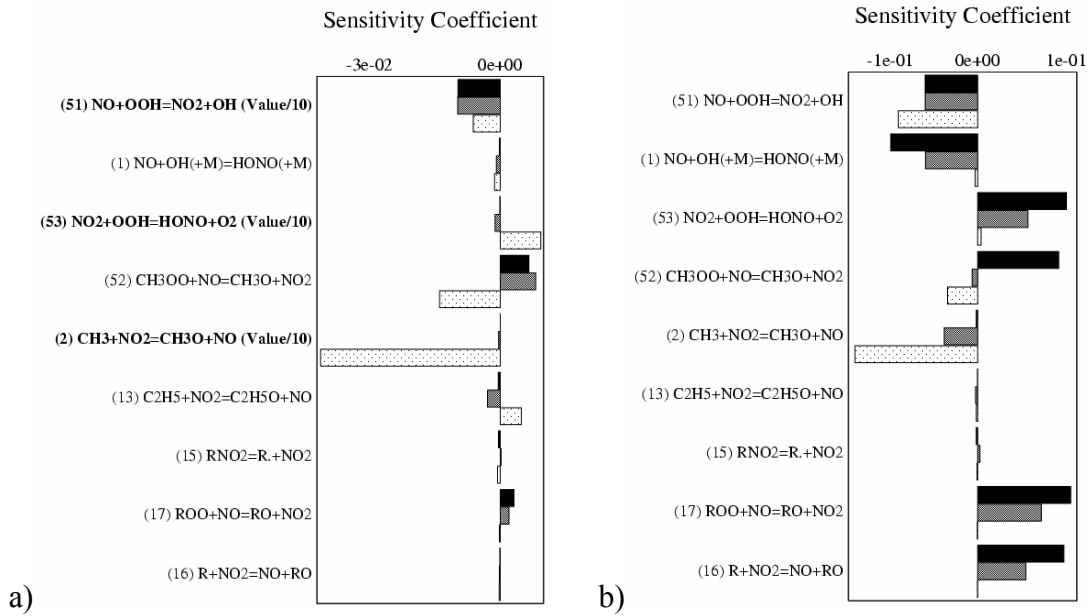 Sensitivity Coefficient
-3e-02 0e+00
(51) NO+OOH=NO2+OH (Value/10)
(1) NO+OH(+M)=HONO(+M)
(53) NO2+OOH=HONO+O2 (Value/10)
(52) CH3OO+NO=CH3O+NO2
(2) CH3+NO2=CH3O+NO (Value/10)
(13) C2H5+NO2=C2H5O+NO
(15) RNO2=R.+NO2
(17) ROO+NO=RO+NO2
(16) R+NO2=NO+RO
a)
Sensitivity Coefficient
-1e-01 0e+00 1e-01
(51) NO+OOH=NO2+OH
(1) NO+OH(+M)=HONO(+M)
(53) NO2+OOH=HONO+O2
(52) CH3OO+NO=CH3O+NO2
(2) CH3+NO2=CH3O+NO
(13) C2H5+NO2=C2H5O+NO
(15) RNO2=R.+NO2
(17) ROO+NO=RO+NO2
(16) R+NO2=NO+RO
b)